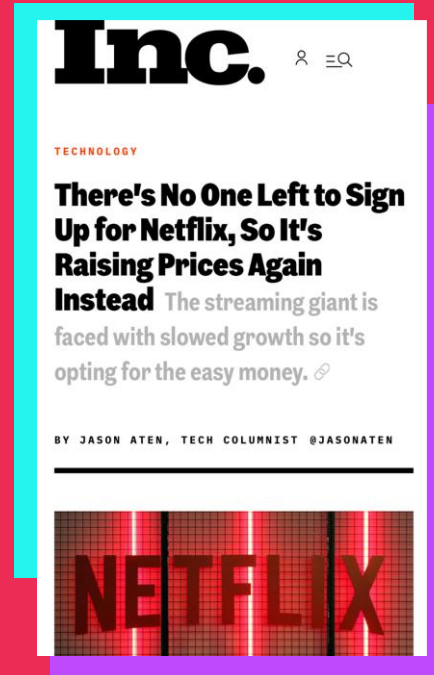 Inc.
TECHNOLOGY
There's No One Left to Sign
Up for Netflix, So It's
Raising Prices Again
Instead The streaming giant is
faced with slowed growth so it's
opting for the easy money.
BY JASON ATEN, TECH COLUMNIST @JASONATEN
NETFLIX